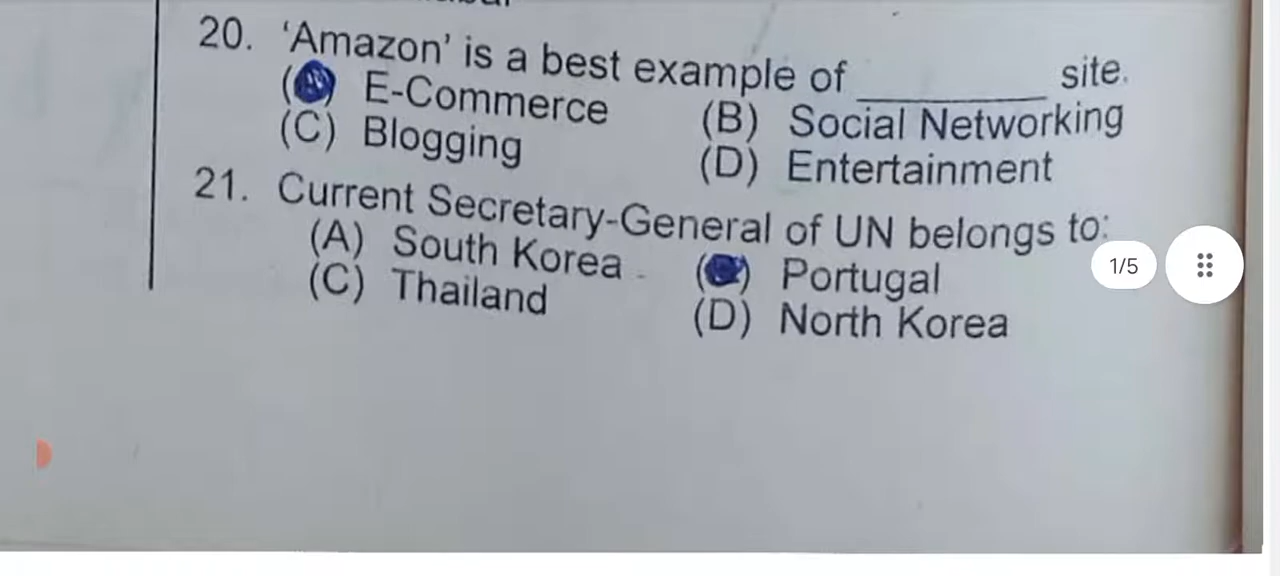 20. 'Amazon' is a best example of ________ site.
E-Commerce (B) Social Networking
(C) Blogging (D) Entertainment
21. Current Secretary-General of UN belongs to:
(A) South Korea ( ) Portugal
(C) Thailand (D) North Korea
1/5